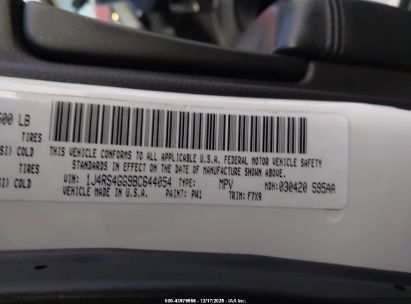 500 LB
TIRES
SI) COLD
TIRES
SI) COLD
THIS VEHICLE CONFORMS TO ALL APPLICABLE U.S.A. FEDERAL MOTOR VEHICLE SAFETY
STANDARDS IN EFFECT ON THE DATE OF MANUFACTURE SHOWN ABOVE.
VIN: 1J4RS4GG9BC644054 TYPE: MPV MDH: 030420 595AA
VEHICLE MADE IN U.S.A. PAINT: PW1 TRIM: F7X9
000-43979566 - 12/17/2025 - IAA Inc.